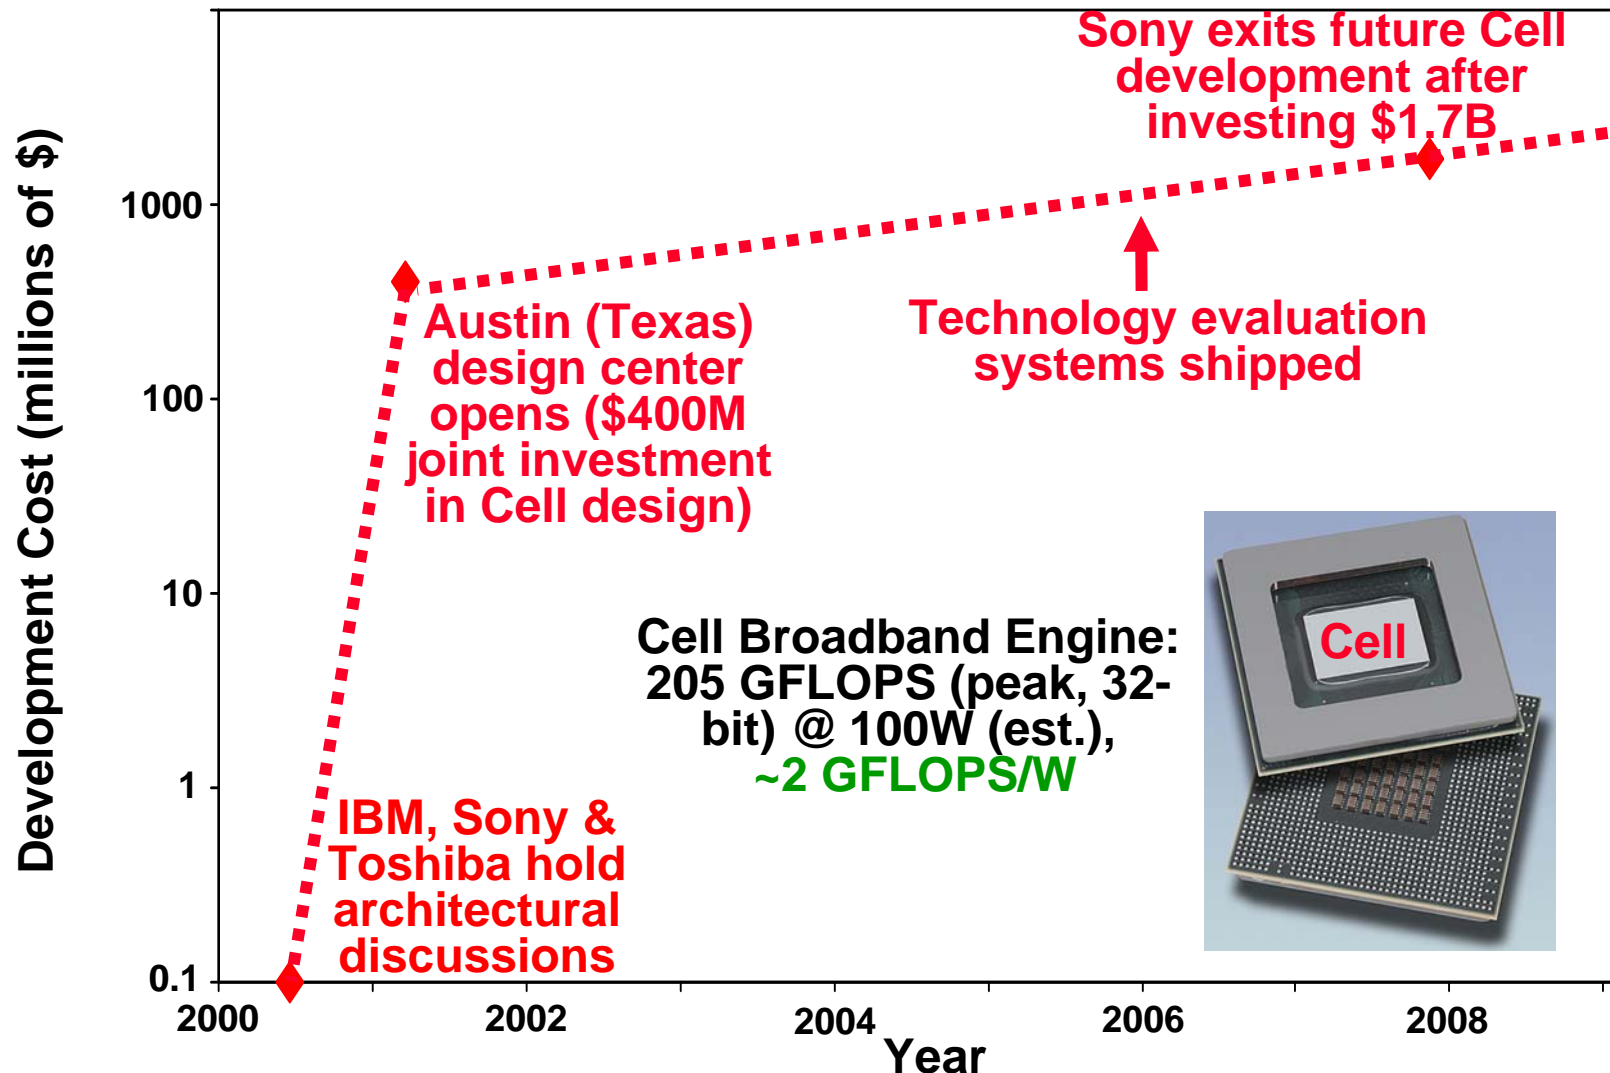 Sony exits future Cell
development after
investing $1.7B
Development Cost (millions of $)
1000
100
10
1
0.1
Austin (Texas)
design center
opens ($400M
joint investment
in Cell design)
Technology evaluation
systems shipped
Cell Broadband Engine:
205 GFLOPS (peak, 32-
bit) @ 100W (est.),
~2 GFLOPS/W
Cell
IBM, Sony &
Toshiba hold
architectural
discussions
2000
2002
2004
2006
2008
Year